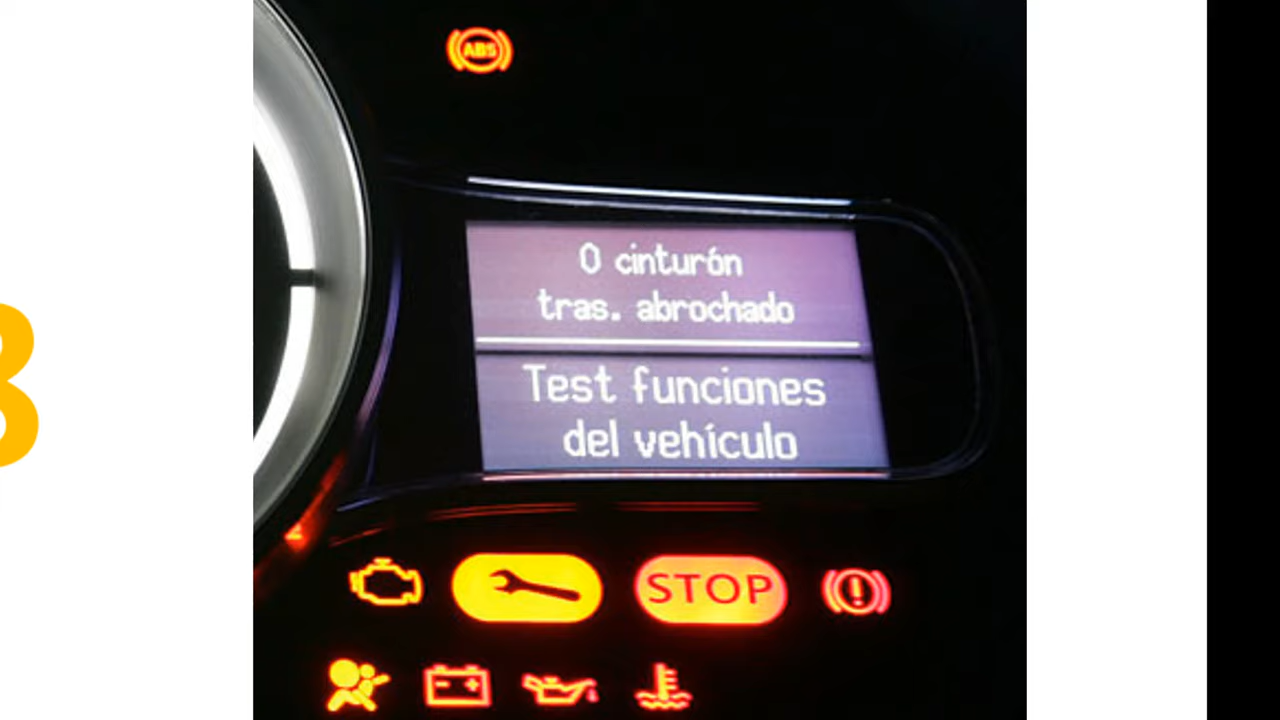 ABS
0 cinturón
tras. abrochado
Test funciones
del vehículo
STOP